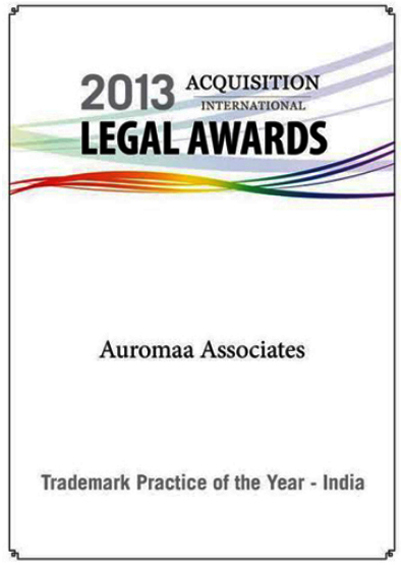 2013 ACQUISITION
INTERNATIONAL
LEGAL AWARDS
Auromaa Associates
Trademark Practice of the Year - India